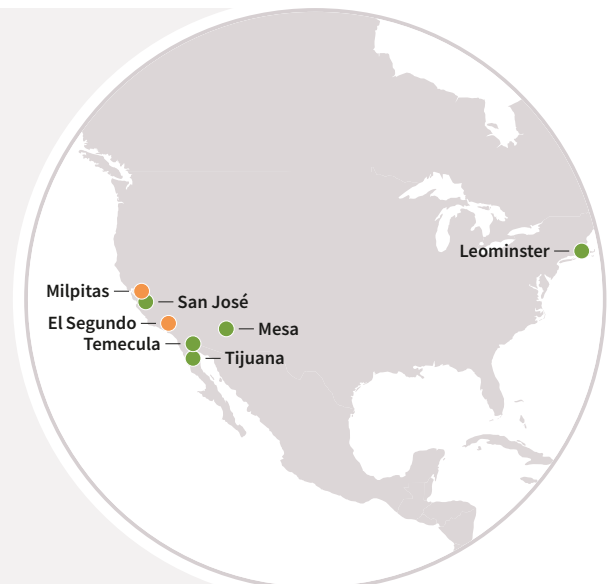 Leominster
Milpitas
San José
El Segundo
Mesa
Temecula
Tijuana